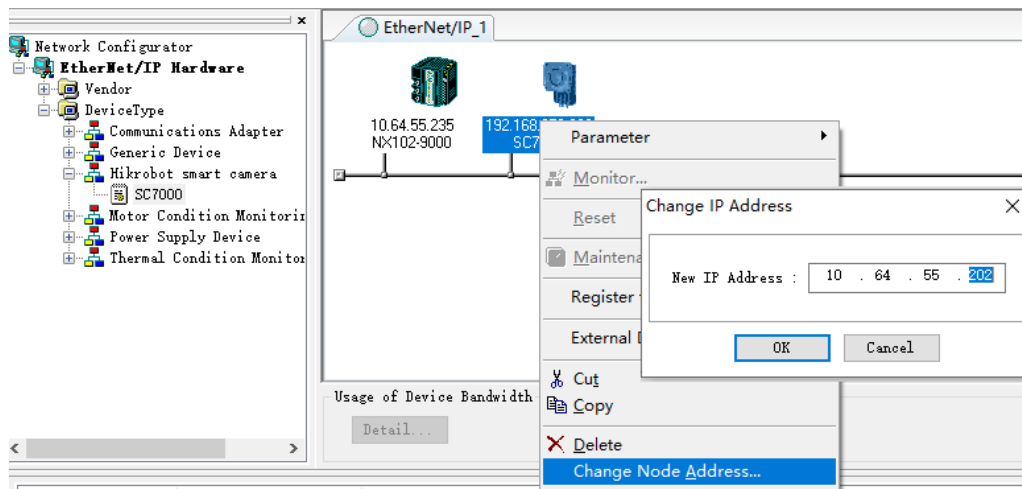 Network Configurator
EtherNet/IP Hardware
Vendor
DeviceType
Communications Adapter
Generic Device
Hikrobot smart camera
SC7000
Motor Condition
Power Supply Device
Thermal Condition
EtherNet/IP_1
10.64.55.235
NX102-9000
192.168.
SC7
Parameter
Monitor...
Reset
Register
External
Cut
Copy
Delete
Change Node Address...
Change IP Address
New IP Address : 10 . 64 . 55 . 202
OK
Cancel
Usage of Device Bandwidth
Detail...